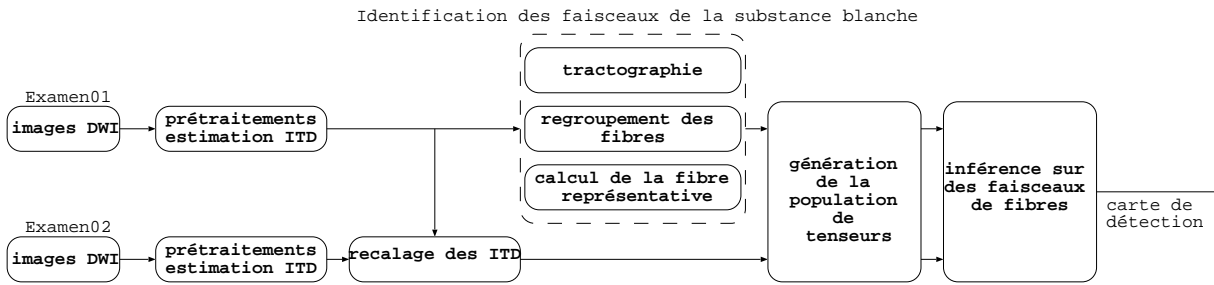 Identification des faisceaux de la substance blanche
tractographie
Examen01
images DWI
prétraitements
estimation ITD
regroupement des
fibres
calcul de la fibre
représentative
génération
de la
population
de
tenseurs
inférence sur
des faisceaux
de fibres
carte de
détection
Examen02
images DWI
prétraitements
estimation ITD
recalage des ITD